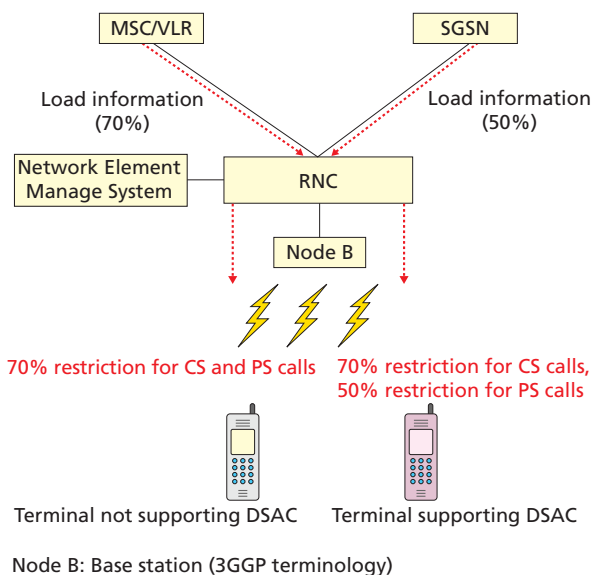 MSC/VLR
SGSN
Load information
(70%)
Load information
(50%)
Network Element
Manage System
RNC
Node B
70% restriction for CS and PS calls
70% restriction for CS calls,
50% restriction for PS calls
Terminal not supporting DSAC
Terminal supporting DSAC
Node B: Base station (3GGP terminology)